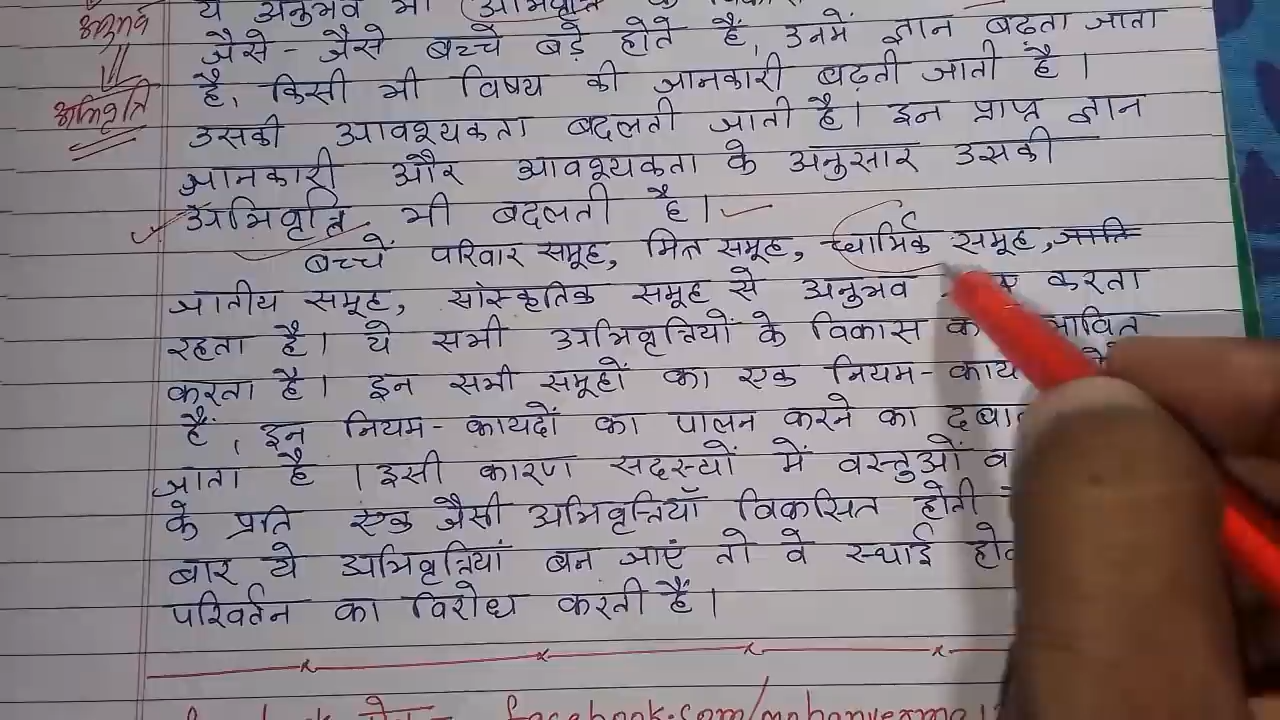 ये अनुभव भी अभिवृत्ति के विकास
जैसे - जैसे बच्चे बड़े होते हैं, उनमें ज्ञान बढ़ता जाता
है, किसी भी विषय की जानकारी बढ़ती जाती है।
उसकी आवश्यकता बदलती जाती है। इन प्राप्त ज्ञान
जानकारी और आवश्यकता के अनुसार उसकी
अभिवृत्ति भी बदलती है।
बच्चें परिवार समूह, मित्र समूह, धार्मिक समूह, जाति
जातीय समूह, सांस्कृतिक समूह से अनुभव करता
रहता है। ये सभी अभिवृत्तियों के विकास को
करता है। इन सभी समूहों का एक नियम-
हैं, इन नियम-कायदों का पालन करने का
जाता है। इसी कारण सदस्यों में वस्तुओं
के प्रति एक जैसी अभिवृत्तियाँ विकसित होती
बार ये अभिवृत्तियां बन जाएं तो वे स्थाई
परिवर्तन का विरोध करती हैं।
अनुभव
अभिवृत्ति